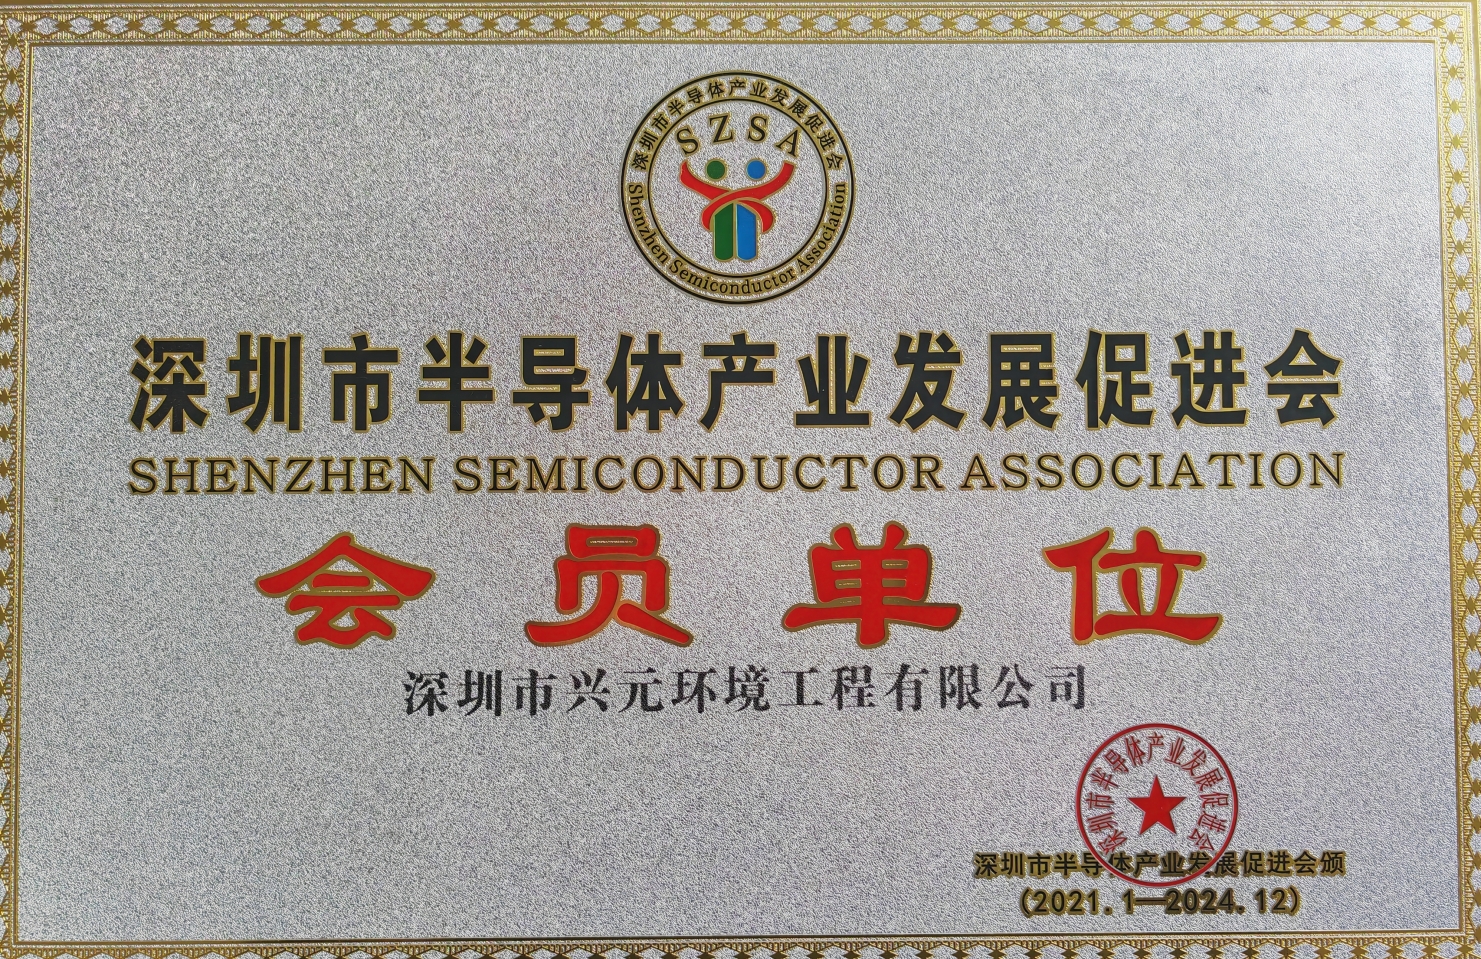 深圳市半导体产业发展促进会
SZSA
Shenzhen Semiconductor Association
深圳市半导体产业发展促进会
SHENZHEN SEMICONDUCTOR ASSOCIATION
会员单位
深圳市兴元环境工程有限公司
深圳市半导体产业发展促进会
深圳市半导体产业发展促进会颁
(2021.1—2024.12)